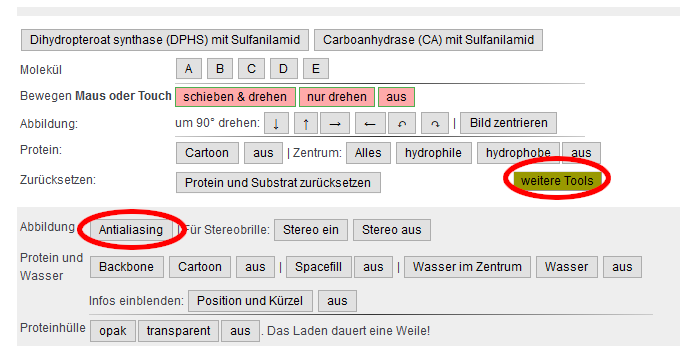 Dihydropteroat synthase (DPHS) mit Sulfanilamid Carboanhydrase (CA) mit Sulfanilamid
Molekül A B C D E
Bewegen Maus oder Touch schieben & drehen nur drehen aus
Abbildung: um 90° drehen: ↓ ↑ → ← ↶ ↷ | Bild zentrieren
Protein: Cartoon aus | Zentrum: Alles hydrophile hydrophobe aus
Zurücksetzen: Protein und Substrat zurücksetzen weitere Tools
Abbildung Antialiasing | Für Stereobrille: Stereo ein Stereo aus
Protein und Wasser Backbone Cartoon aus | Spacefill aus | Wasser im Zentrum Wasser aus
Infos einblenden: Position und Kürzel aus
Proteinhülle opak transparent aus . Das Laden dauert eine Weile!